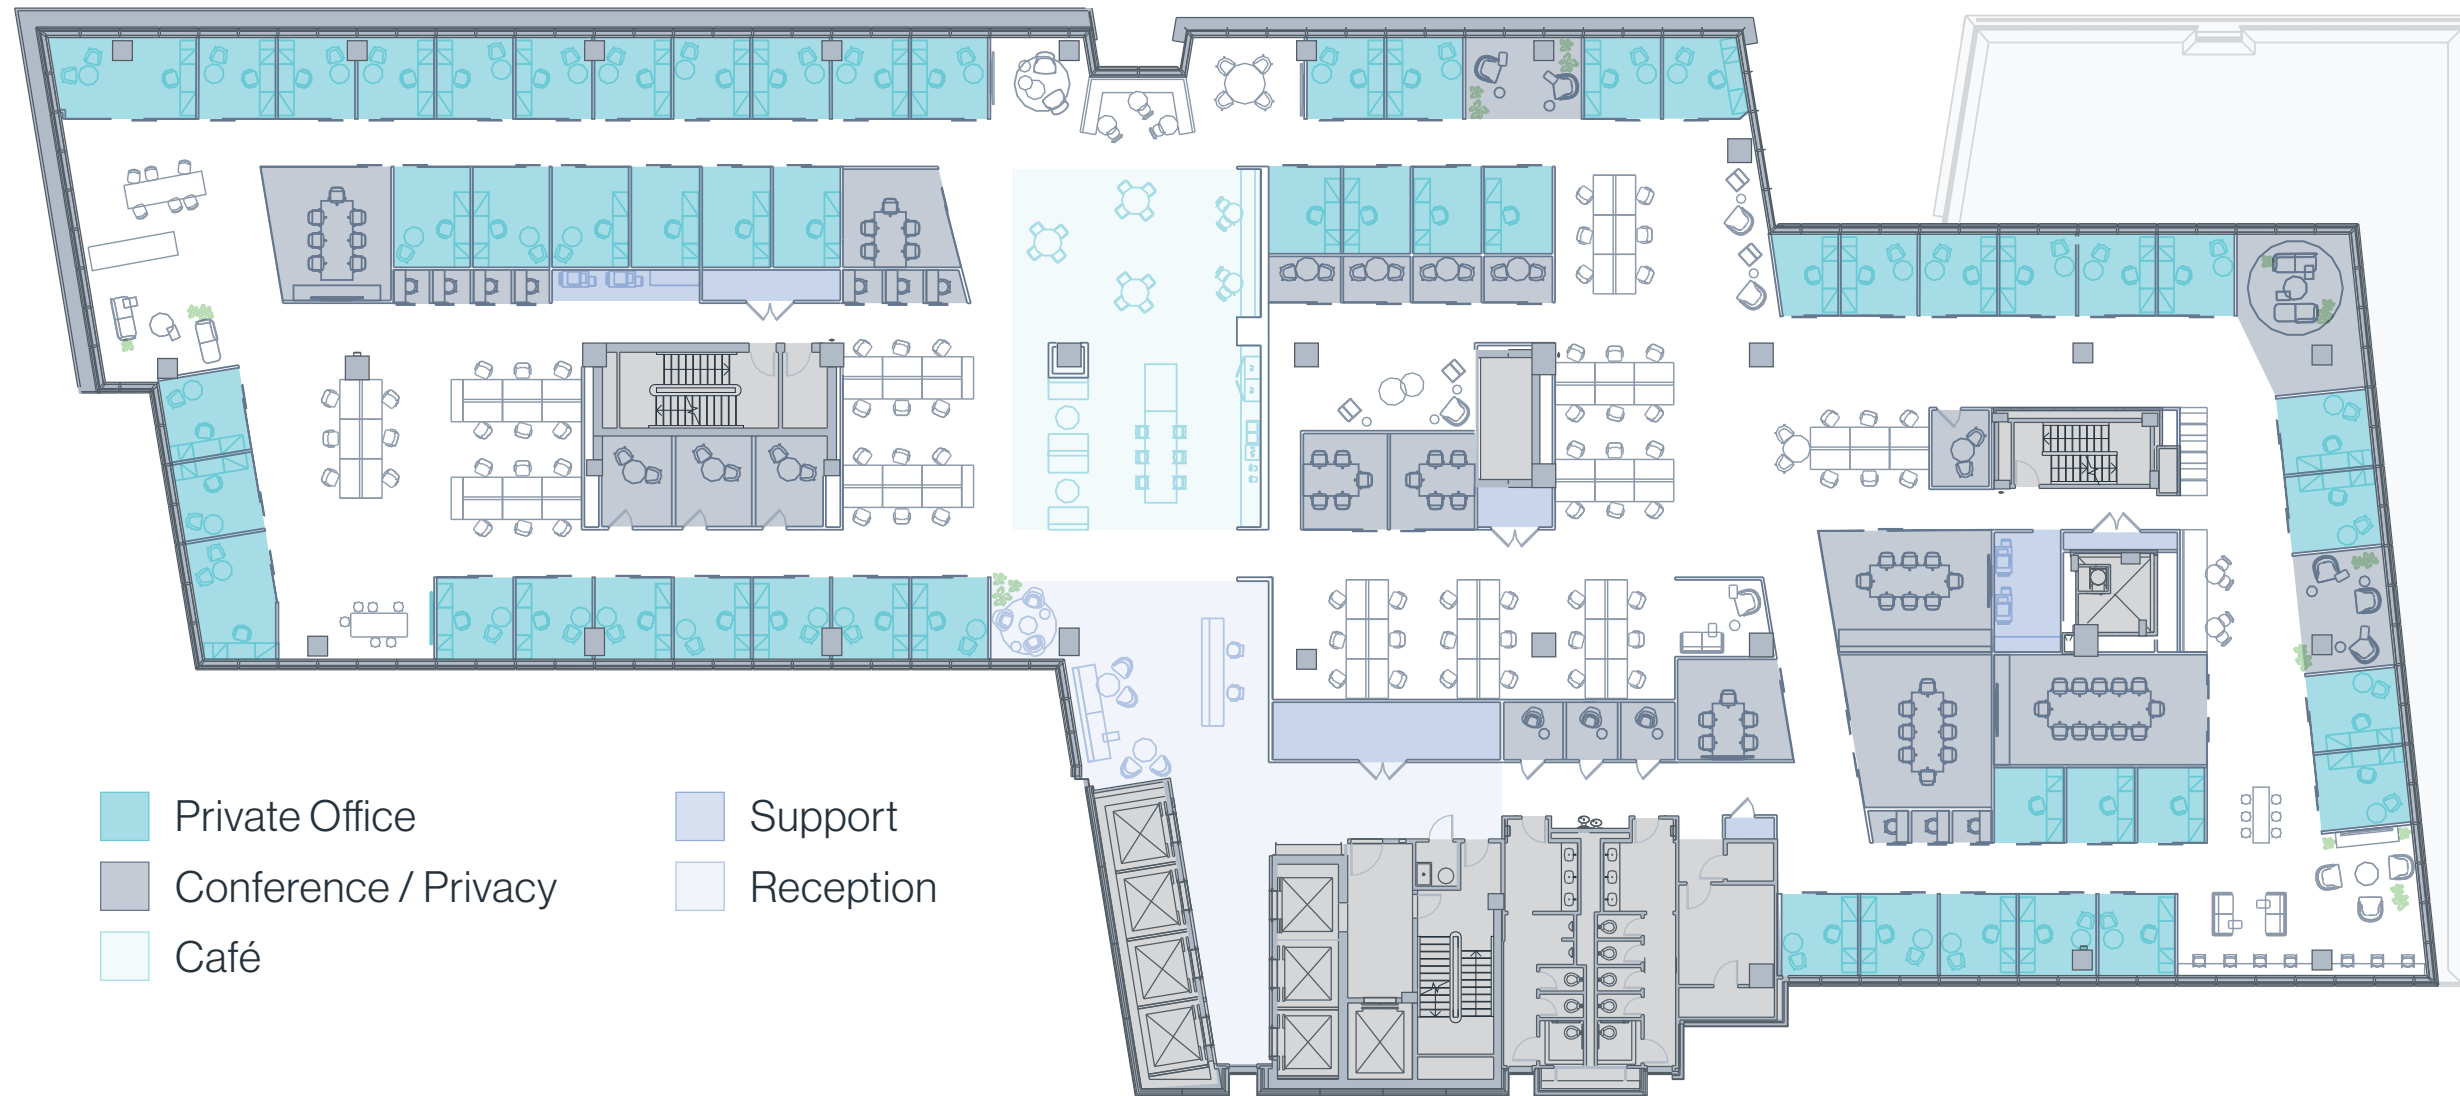 Private Office
Conference / Privacy
Café
Support
Reception